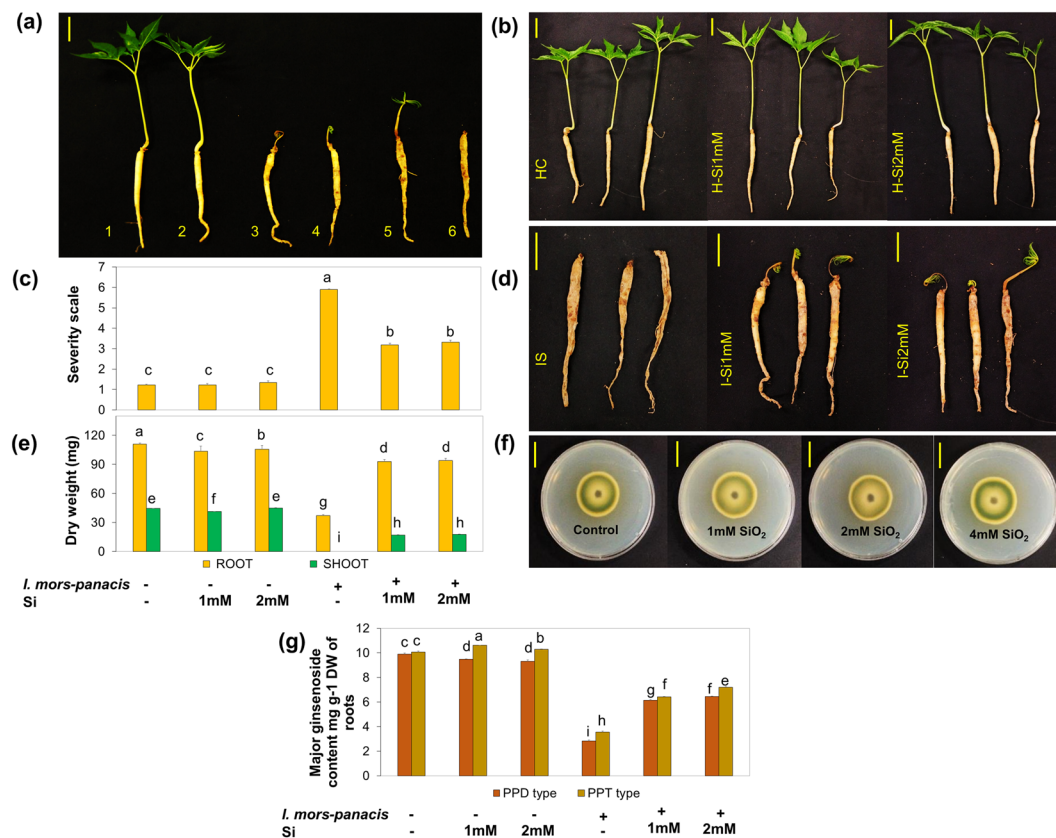 (a)
1 2 3 4 5 6
(b)
HC
H-Si1mM
H-Si2mM
(c)
Severity scale
7
6
5
4
3
2
1
0
c c c a b b
(d)
IS
I-Si1mM
I-Si2mM
(e)
Dry weight (mg)
120
90
60
30
0
a e c f b e g i d h d h
ROOT SHOOT
I. mors-panacis - - - + + +
Si - 1mM 2mM - 1mM 2mM
(f)
Control
1mM SiO₂
2mM SiO₂
4mM SiO₂
(g)
Major ginsenoside
content mg g-1 DW of
roots
12
10
8
6
4
2
0
c c d a d b i h g f f e
PPD type PPT type
I. mors-panacis - - - + + +
Si - 1mM 2mM - 1mM 2mM